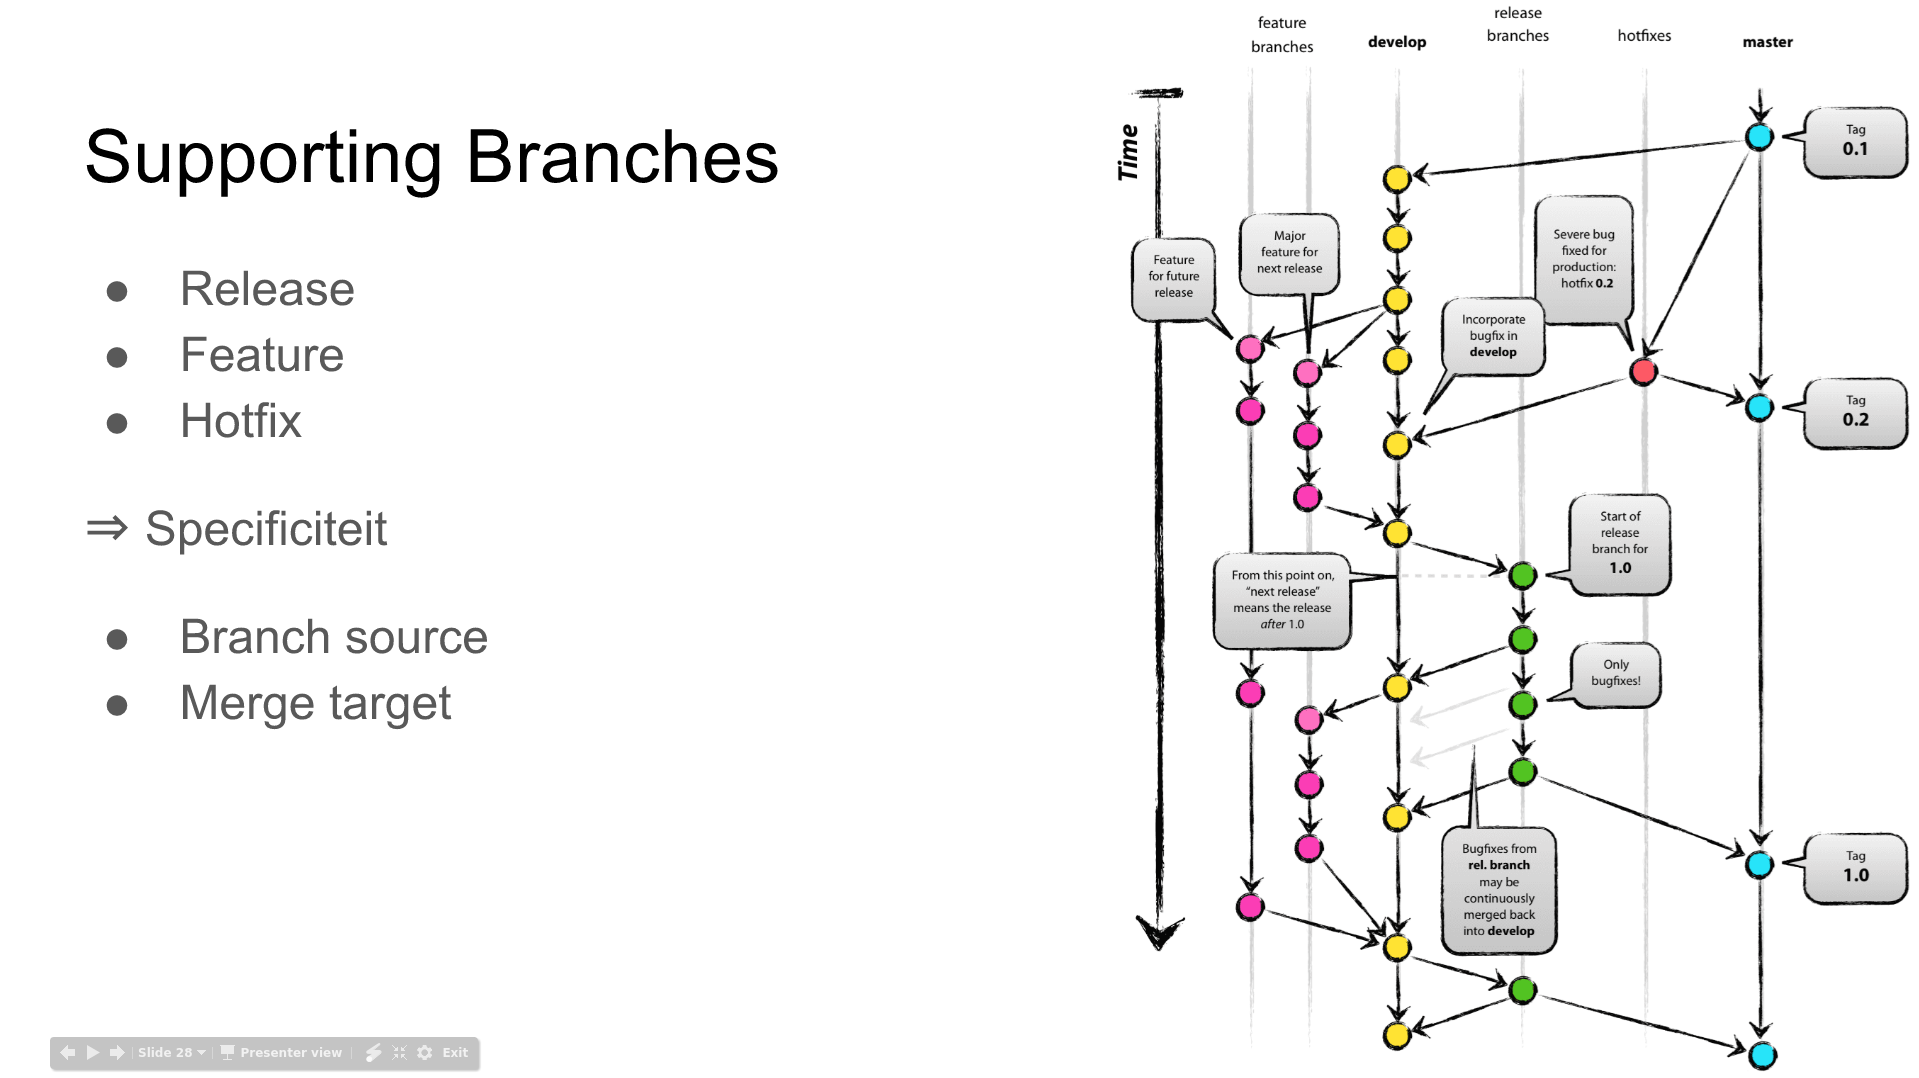 Supporting Branches
● Release
● Feature
● Hotfix
⇒ Specificiteit
● Branch source
● Merge target
feature
branches
develop
release
branches
hotfixes
master
Time
Tag
0.1
Feature
for future
release
Major
feature for
next release
Severe bug
fixed for
production:
hotfix 0.2
Incorporate
bugfix in
develop
Tag
0.2
Start of
release
branch for
1.0
From this point on,
“next release”
means the release
after 1.0
Only
bugfixes!
Bugfixes from
rel. branch
may be
continuously
merged back
into develop
Tag
1.0
Slide 28
Presenter view
Exit